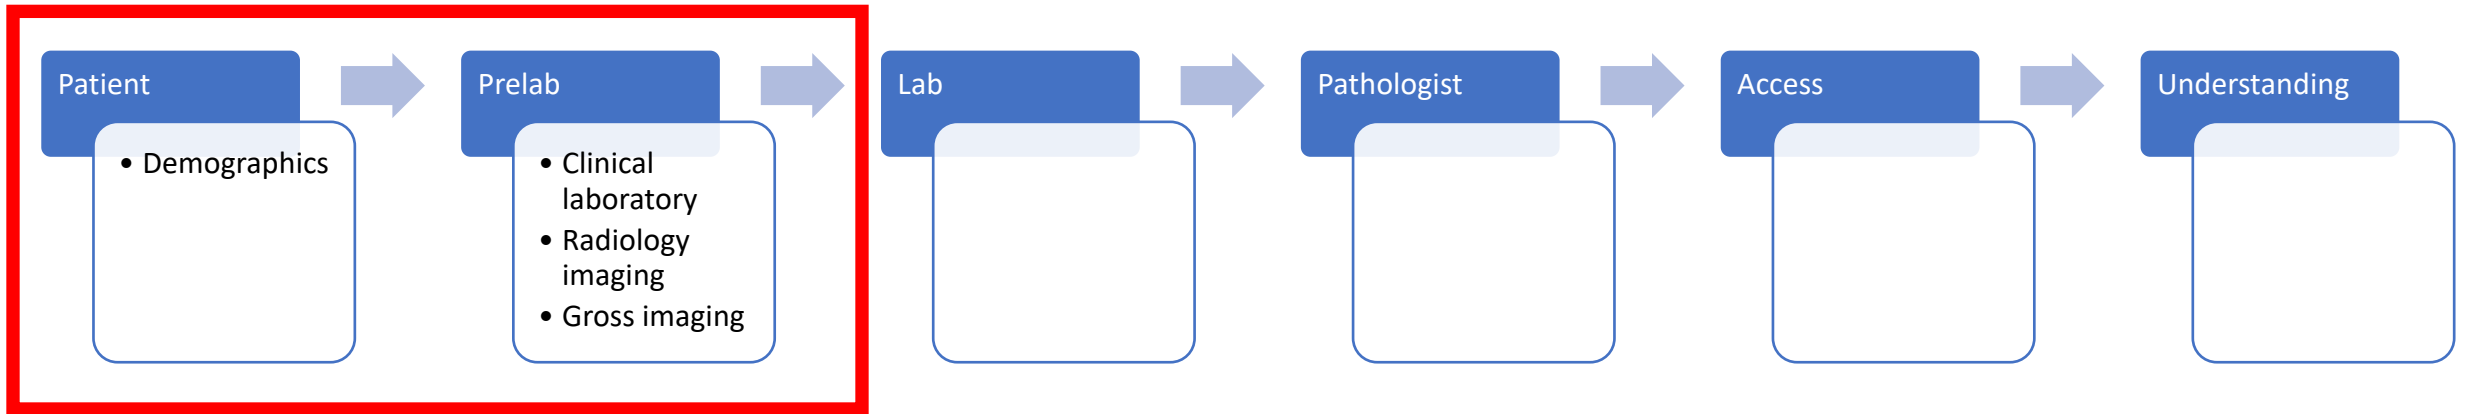 Patient
Prelab
Lab
Pathologist
Access
Understanding
• Demographics
• Clinical
laboratory
• Radiology
imaging
• Gross imaging